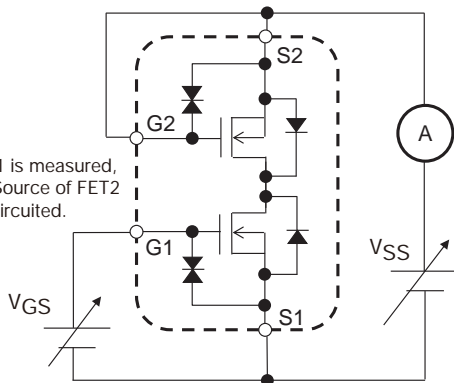 S2
G2
A
1 is measured,
Source of FET2
ircuited.
G1
VSS
VGS
S1